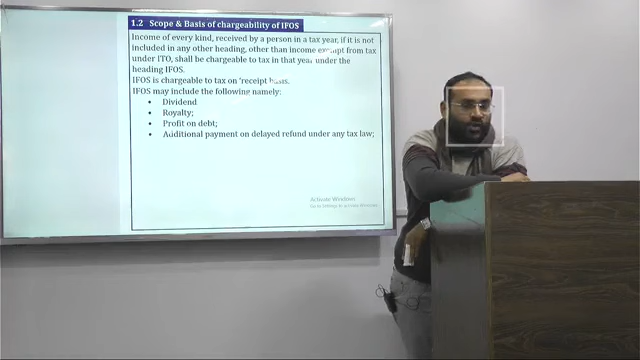 1.2 Scope & Basis of chargeability of IFOS
Income of every kind, received by a person in a tax year, if it is not
included in any other heading, other than income exempt from tax
under ITO, shall be chargeable to tax in that year under the
heading IFOS.
IFOS is chargeable to tax on 'receipt basis.
IFOS may include the following namely:
• Dividend
• Royalty;
• Profit on debt;
• Additional payment on delayed refund under any tax law;
Activate Windows
Go to Settings to activate Windows.